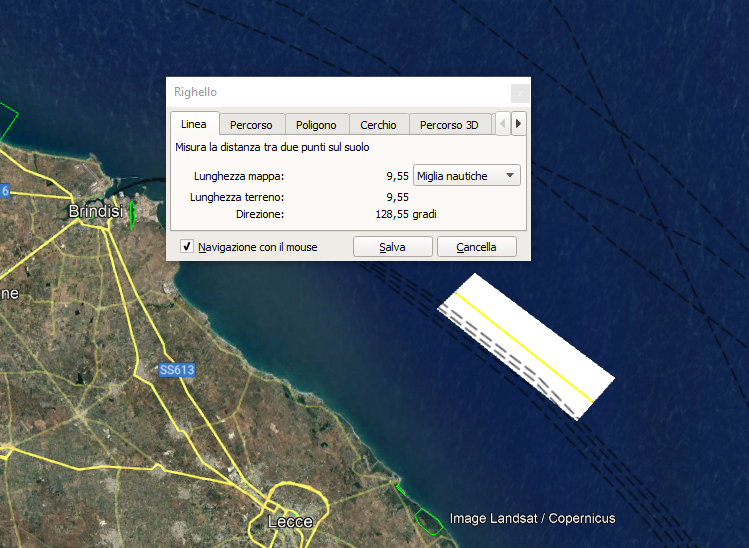 Righello
Linea Percorso Poligono Cerchio Percorso 3D
Misura la distanza tra due punti sul suolo
Lunghezza mappa: 9,55 Miglia nautiche
Lunghezza terreno: 9,55
Direzione: 128,55 gradi
Navigazione con il mouse Salva Cancella
6
Brindisi
ne
SS613
Lecce
Image Landsat / Copernicus